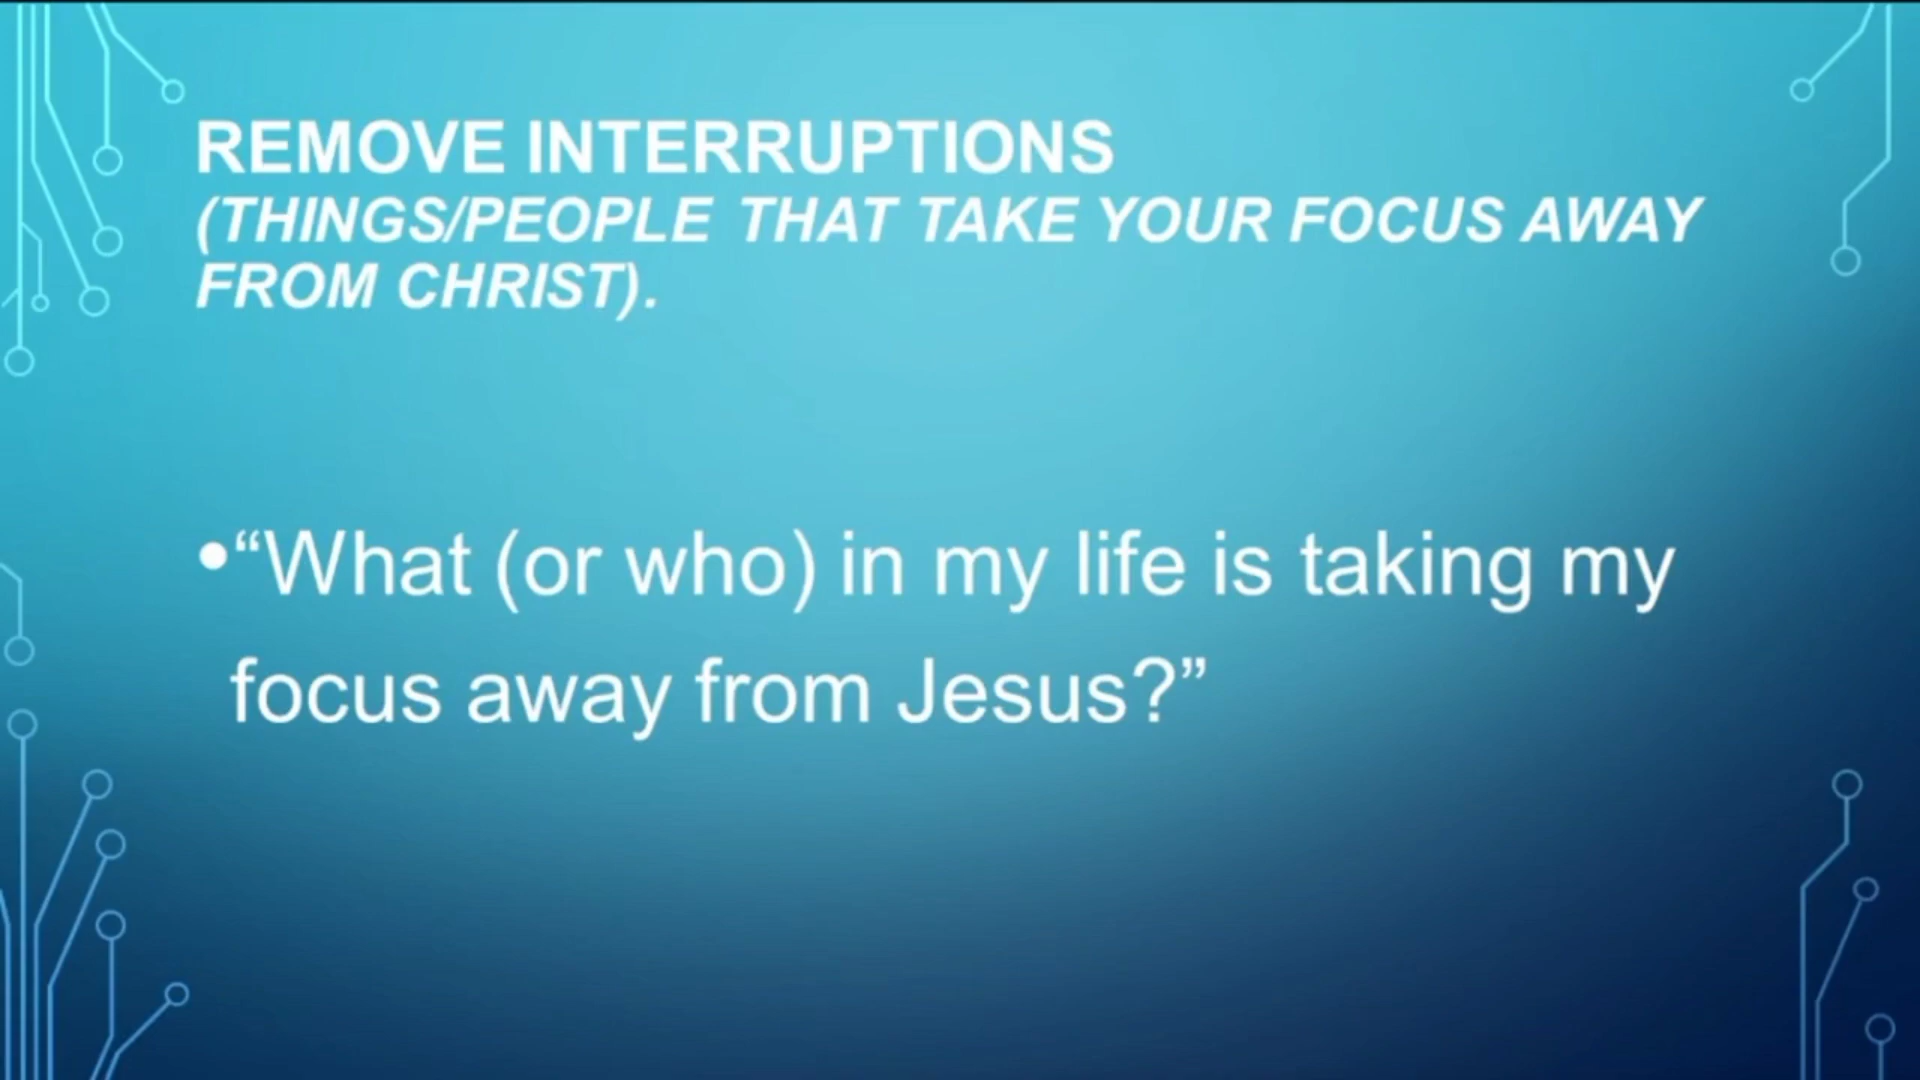 REMOVE INTERRUPTIONS
(THINGS/PEOPLE THAT TAKE YOUR FOCUS AWAY
FROM CHRIST).
•“What (or who) in my life is taking my
focus away from Jesus?”